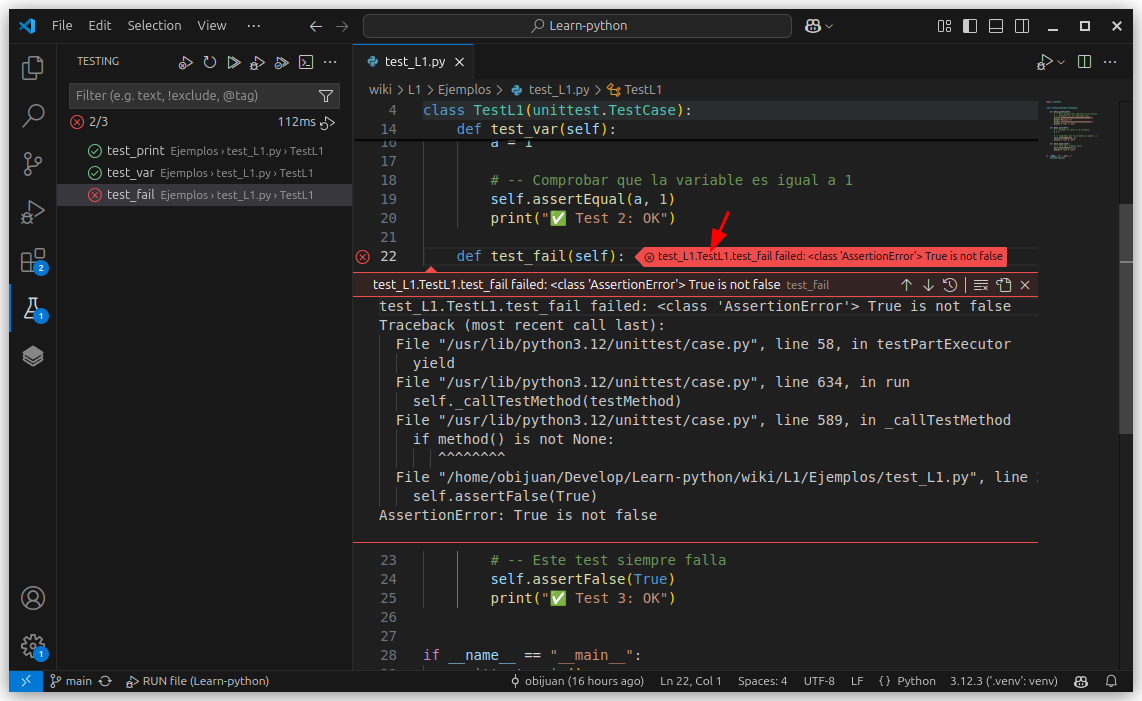 File Edit Selection View ··· Learn-python
TESTING
Filter (e.g. text, !exclude, @tag)
2/3 112ms
test_print Ejemplos › test_L1.py › TestL1
test_var Ejemplos › test_L1.py › TestL1
test_fail Ejemplos › test_L1.py › TestL1
2
1
1
test_L1.py
wiki > L1 > Ejemplos > test_L1.py > TestL1
4 class TestL1(unittest.TestCase):
14 def test_var(self):
16 a = 1
17
18 # -- Comprobar que la variable es igual a 1
19 self.assertEqual(a, 1)
20 print("✅ Test 2: OK")
21
22 def test_fail(self): test_L1.TestL1.test_fail failed: <class 'AssertionError'> True is not false
test_L1.TestL1.test_fail failed: <class 'AssertionError'> True is not false test_fail
test_L1.TestL1.test_fail failed: <class 'AssertionError'> True is not false
Traceback (most recent call last):
File "/usr/lib/python3.12/unittest/case.py", line 58, in testPartExecutor
yield
File "/usr/lib/python3.12/unittest/case.py", line 634, in run
self._callTestMethod(testMethod)
File "/usr/lib/python3.12/unittest/case.py", line 589, in _callTestMethod
if method() is not None:
^^^^^^^^
File "/home/obijuan/Develop/Learn-python/wiki/L1/Ejemplos/test_L1.py", line
self.assertFalse(True)
AssertionError: True is not false
23 # -- Este test siempre falla
24 self.assertFalse(True)
25 print("✅ Test 3: OK")
26
27
28 if __name__ == "__main__":
main obijuan (16 hours ago) Ln 22, Col 1 Spaces: 4 UTF-8 LF {} Python 3.12.3 ('.venv': venv)
RUN file (Learn-python)